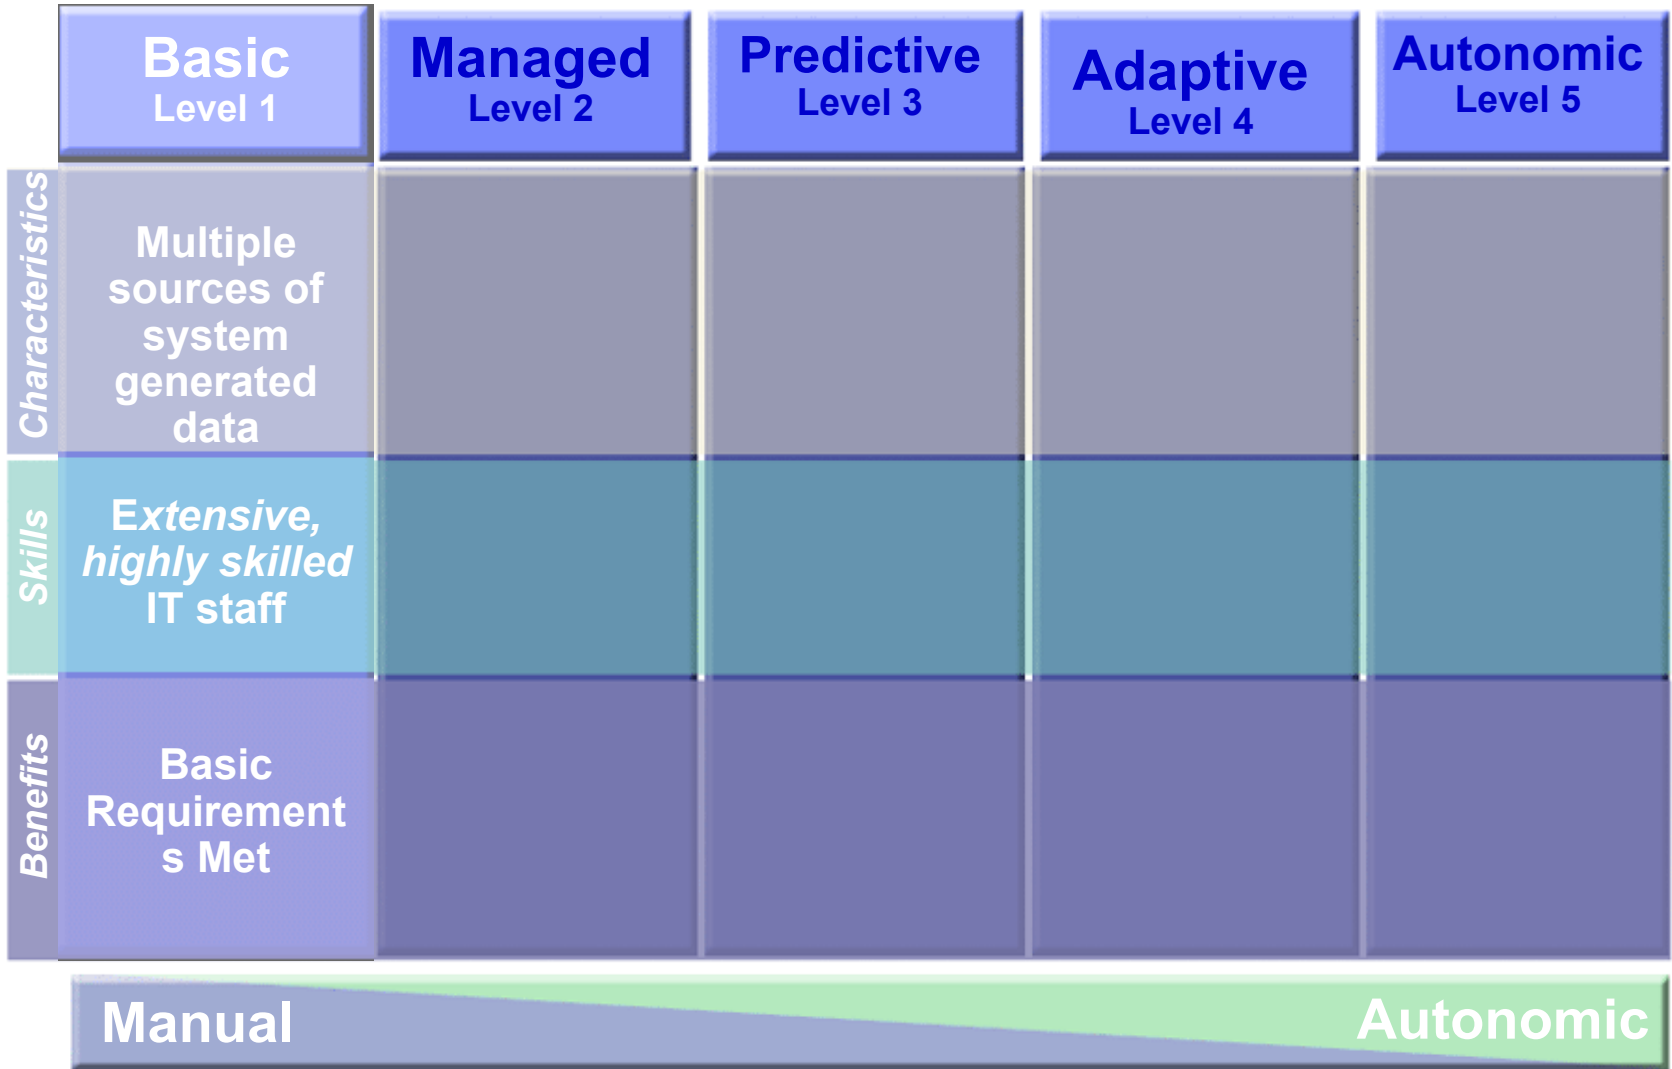 Basic
Level 1
Managed
Level 2
Predictive
Level 3
Adaptive
Level 4
Autonomic
Level 5
Characteristics
Multiple
sources of
system
generated
data
Skills
Extensive,
highly skilled
IT staff
Benefits
Basic
Requirement
s Met
Manual
Autonomic